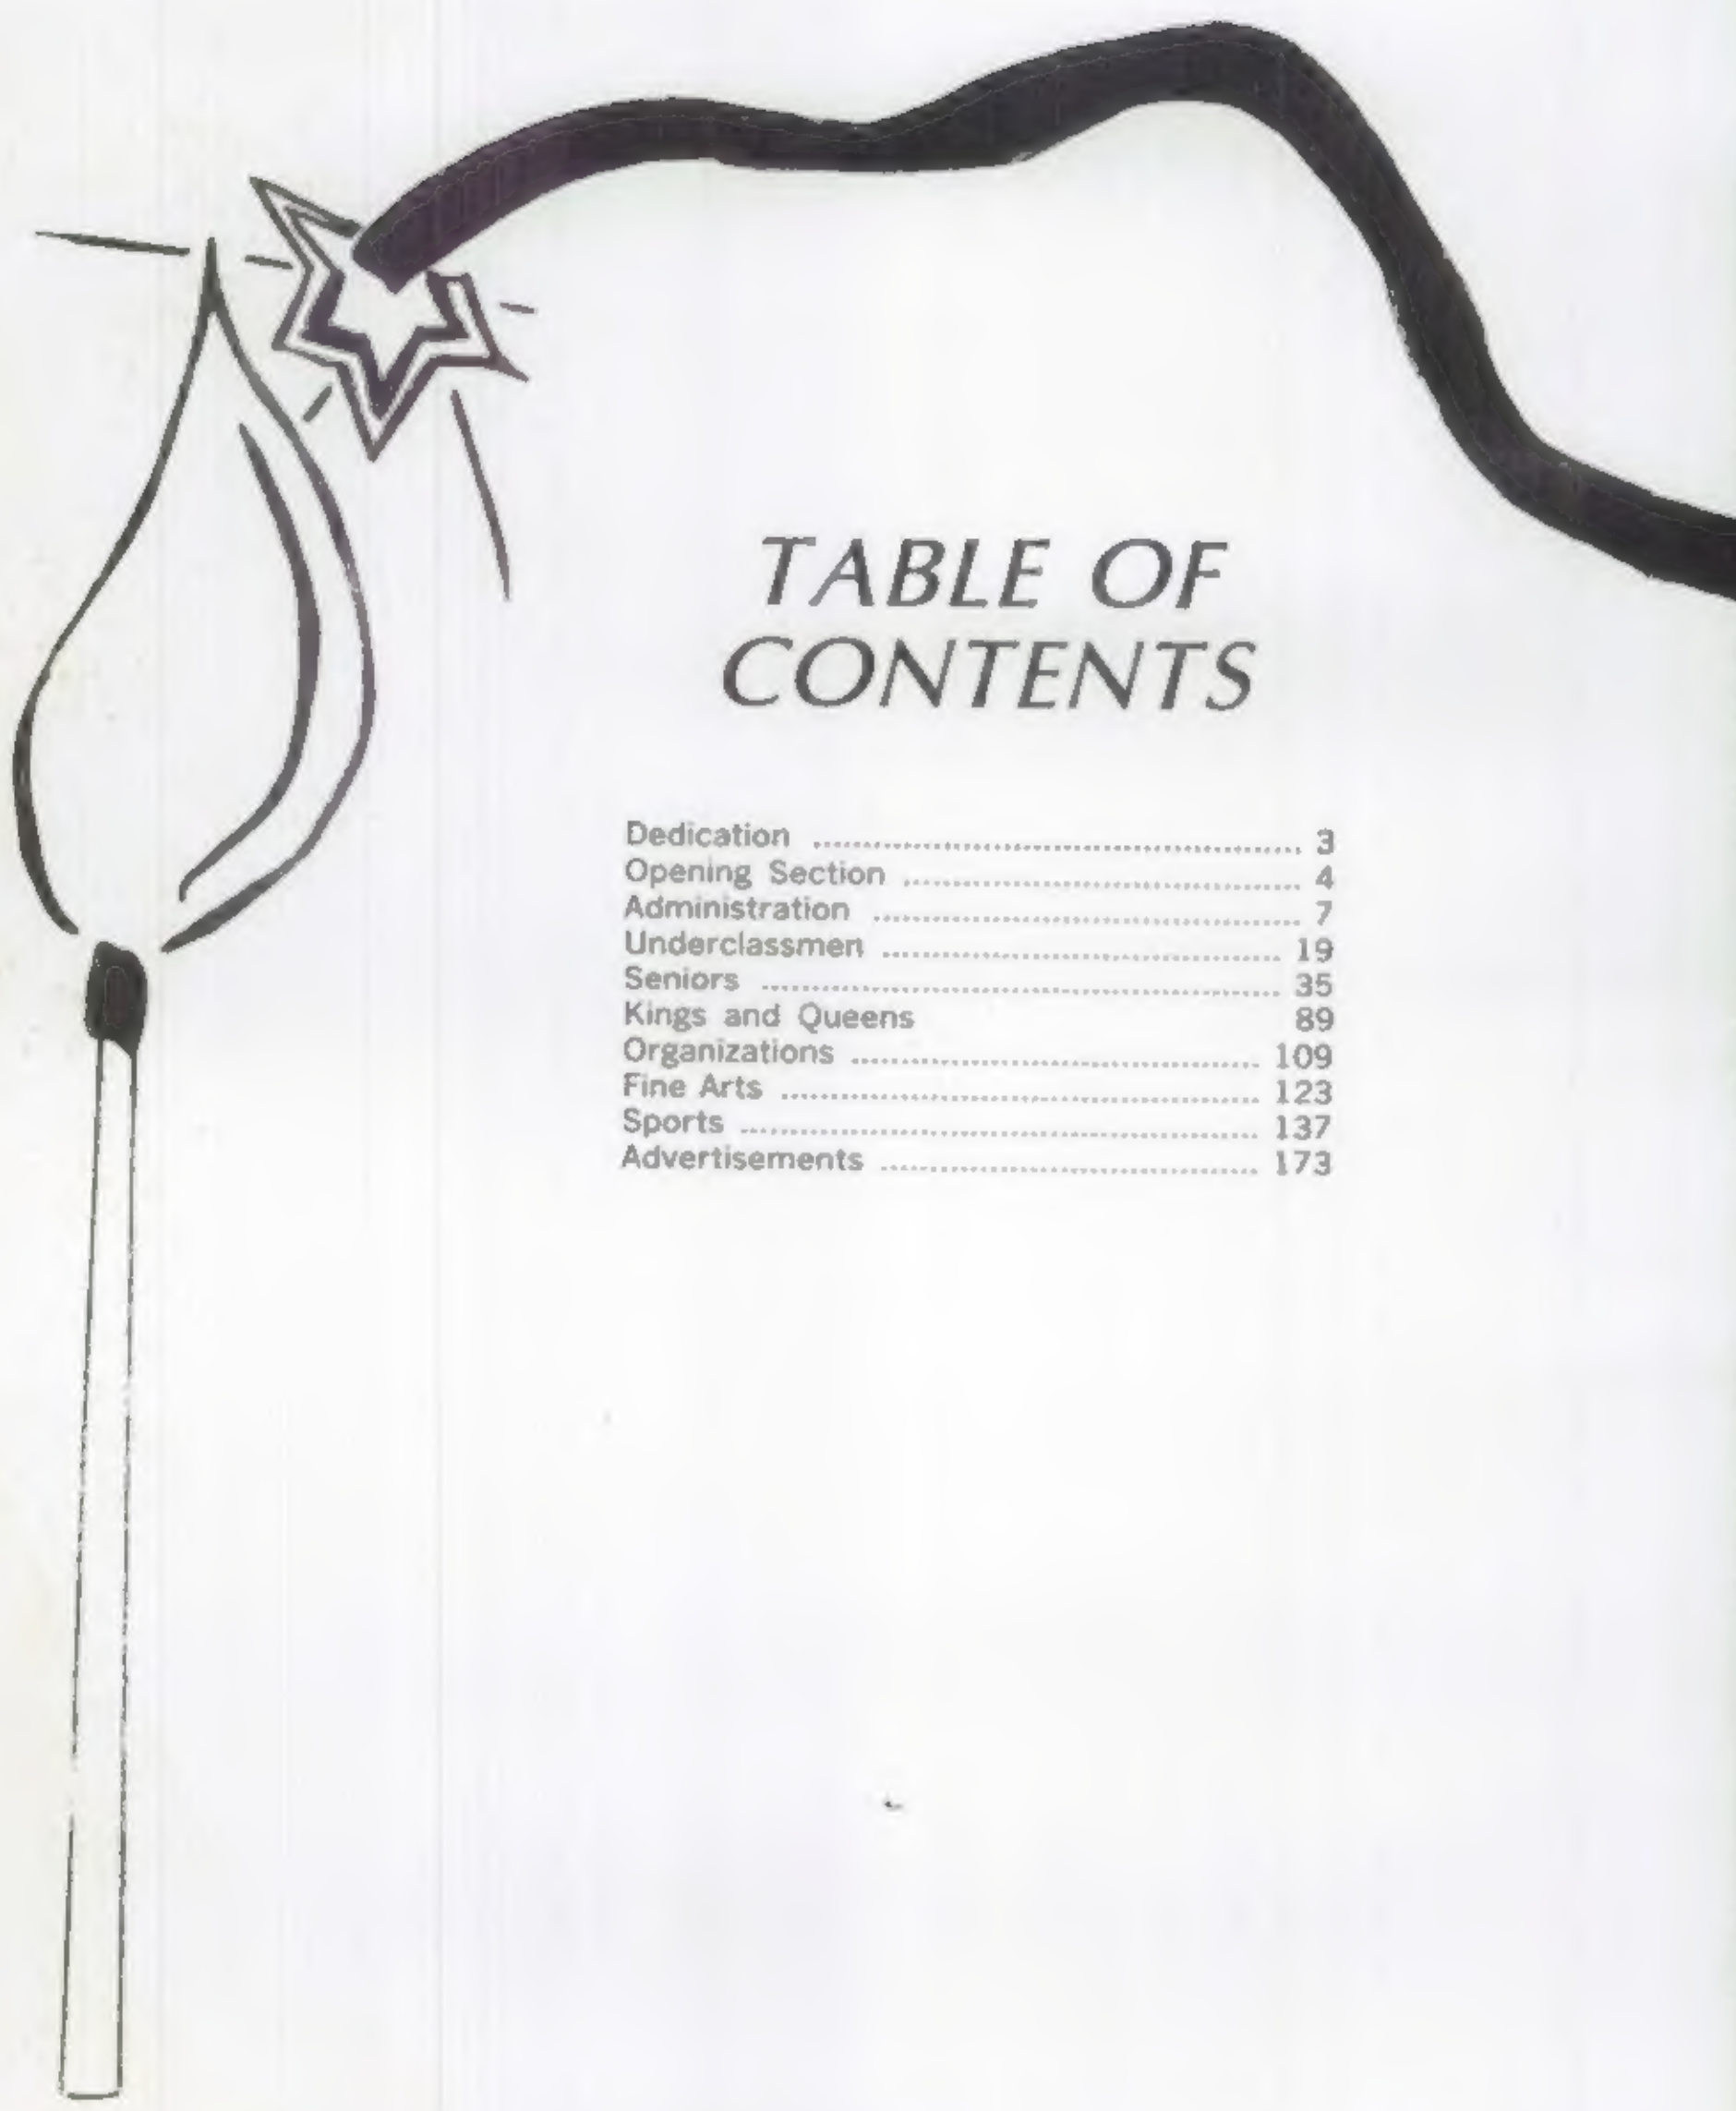 TABLE OF
CONTENTS
Dedication ........................................ 3
Opening Section ........................................ 4
Administration ........................................ 7
Underclassmen ........................................ 19
Seniors ........................................ 35
Kings and Queens 89
Organizations ........................................ 109
Fine Arts ........................................ 123
Sports ........................................ 137
Advertisements ........................................ 173